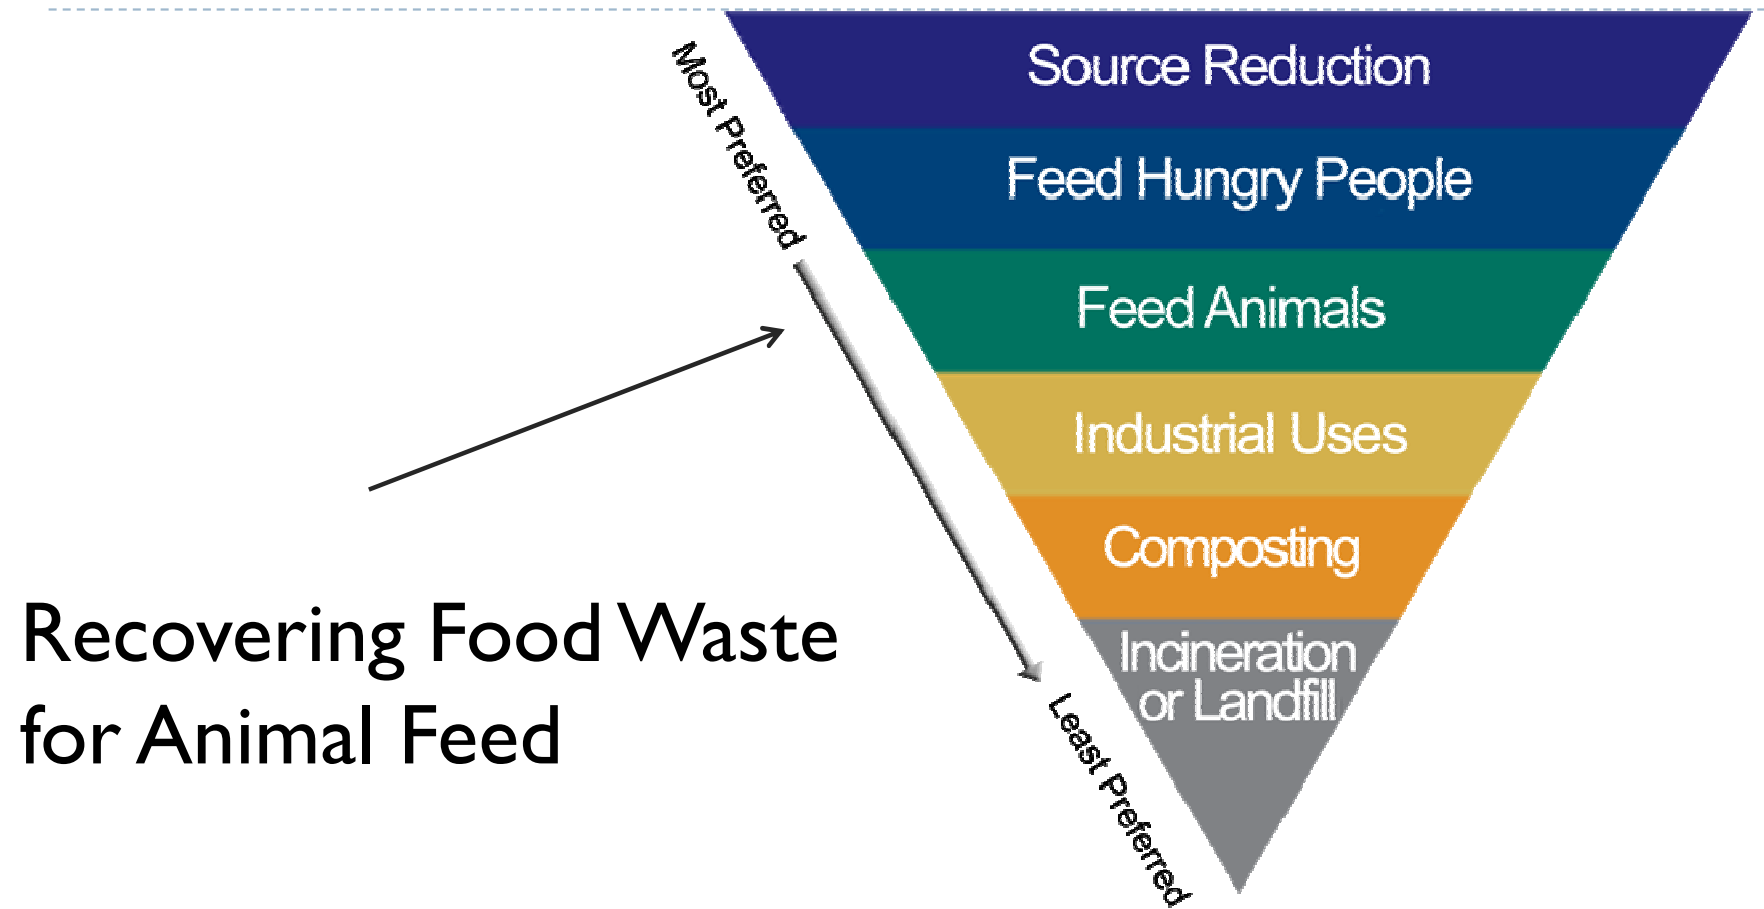 Most Preferred
Source Reduction
Feed Hungry People
Feed Animals
Industrial Uses
Composting
Incineration
or Landfill
Least Preferred
Recovering Food Waste
for Animal Feed